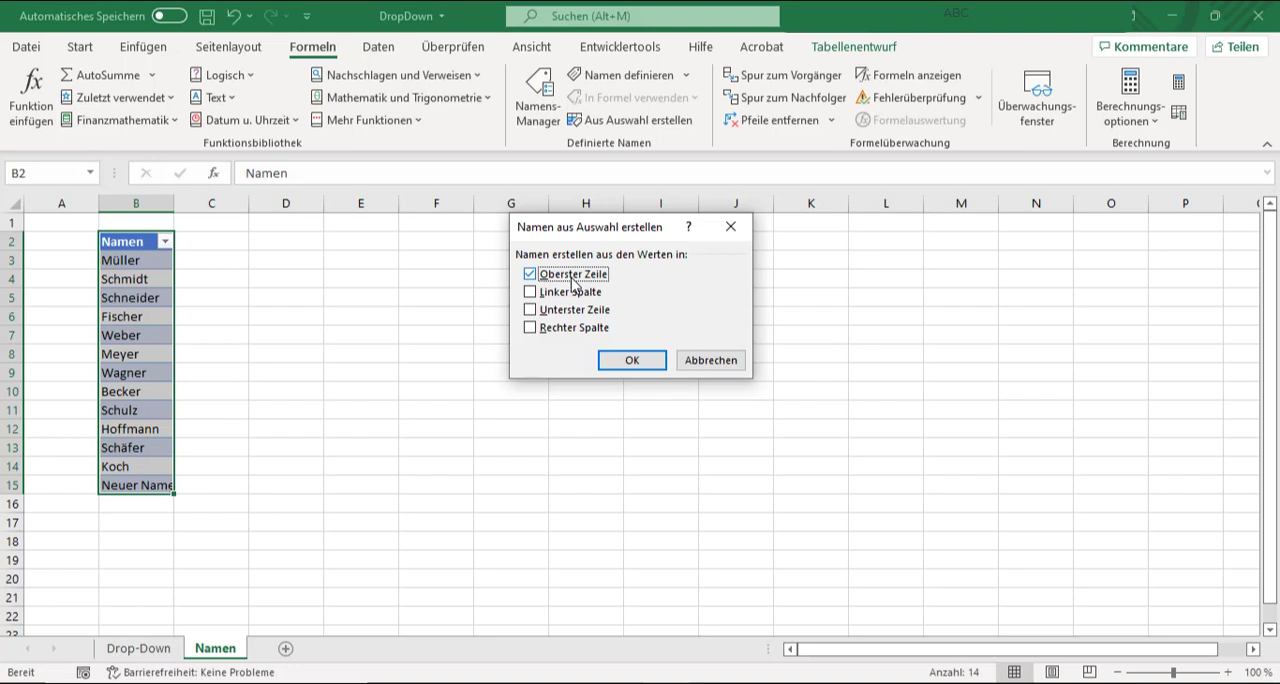 Automatisches Speichern
DropDown
Suchen (Alt+M)
ABC
Datei Start Einfügen Seitenlayout Formeln Daten Überprüfen Ansicht Entwicklertools Hilfe Acrobat Tabellenentwurf Kommentare Teilen
fx Funktion einfügen
AutoSumme
Zuletzt verwendet
Finanzmathematik
Logisch
Text
Datum u. Uhrzeit
Nachschlagen und Verweisen
Mathematik und Trigonometrie
Mehr Funktionen
Funktionsbibliothek
Namens-
Manager
Namen definieren
In Formel verwenden
Aus Auswahl erstellen
Definierte Namen
Spur zum Vorgänger
Spur zum Nachfolger
Pfeile entfernen
Formeln anzeigen
Fehlerüberprüfung
Formelauswertung
Formelüberwachung
Überwachungs-
fenster
Berechnungs-
optionen
Berechnung
B2 fx Namen
A B C D E F G H I J K L M N O P
1
2 Namen
3 Müller
4 Schmidt
5 Schneider
6 Fischer
7 Weber
8 Meyer
9 Wagner
10 Becker
11 Schulz
12 Hoffmann
13 Schäfer
14 Koch
15 Neuer Name
16
17
18
19
20
21
22
23
Namen aus Auswahl erstellen ?
Namen erstellen aus den Werten in:
Oberster Zeile
Linker Spalte
Unterster Zeile
Rechter Spalte
OK Abbrechen
Drop-Down Namen
Bereit Barrierefreiheit: Keine Probleme Anzahl: 14 100 %